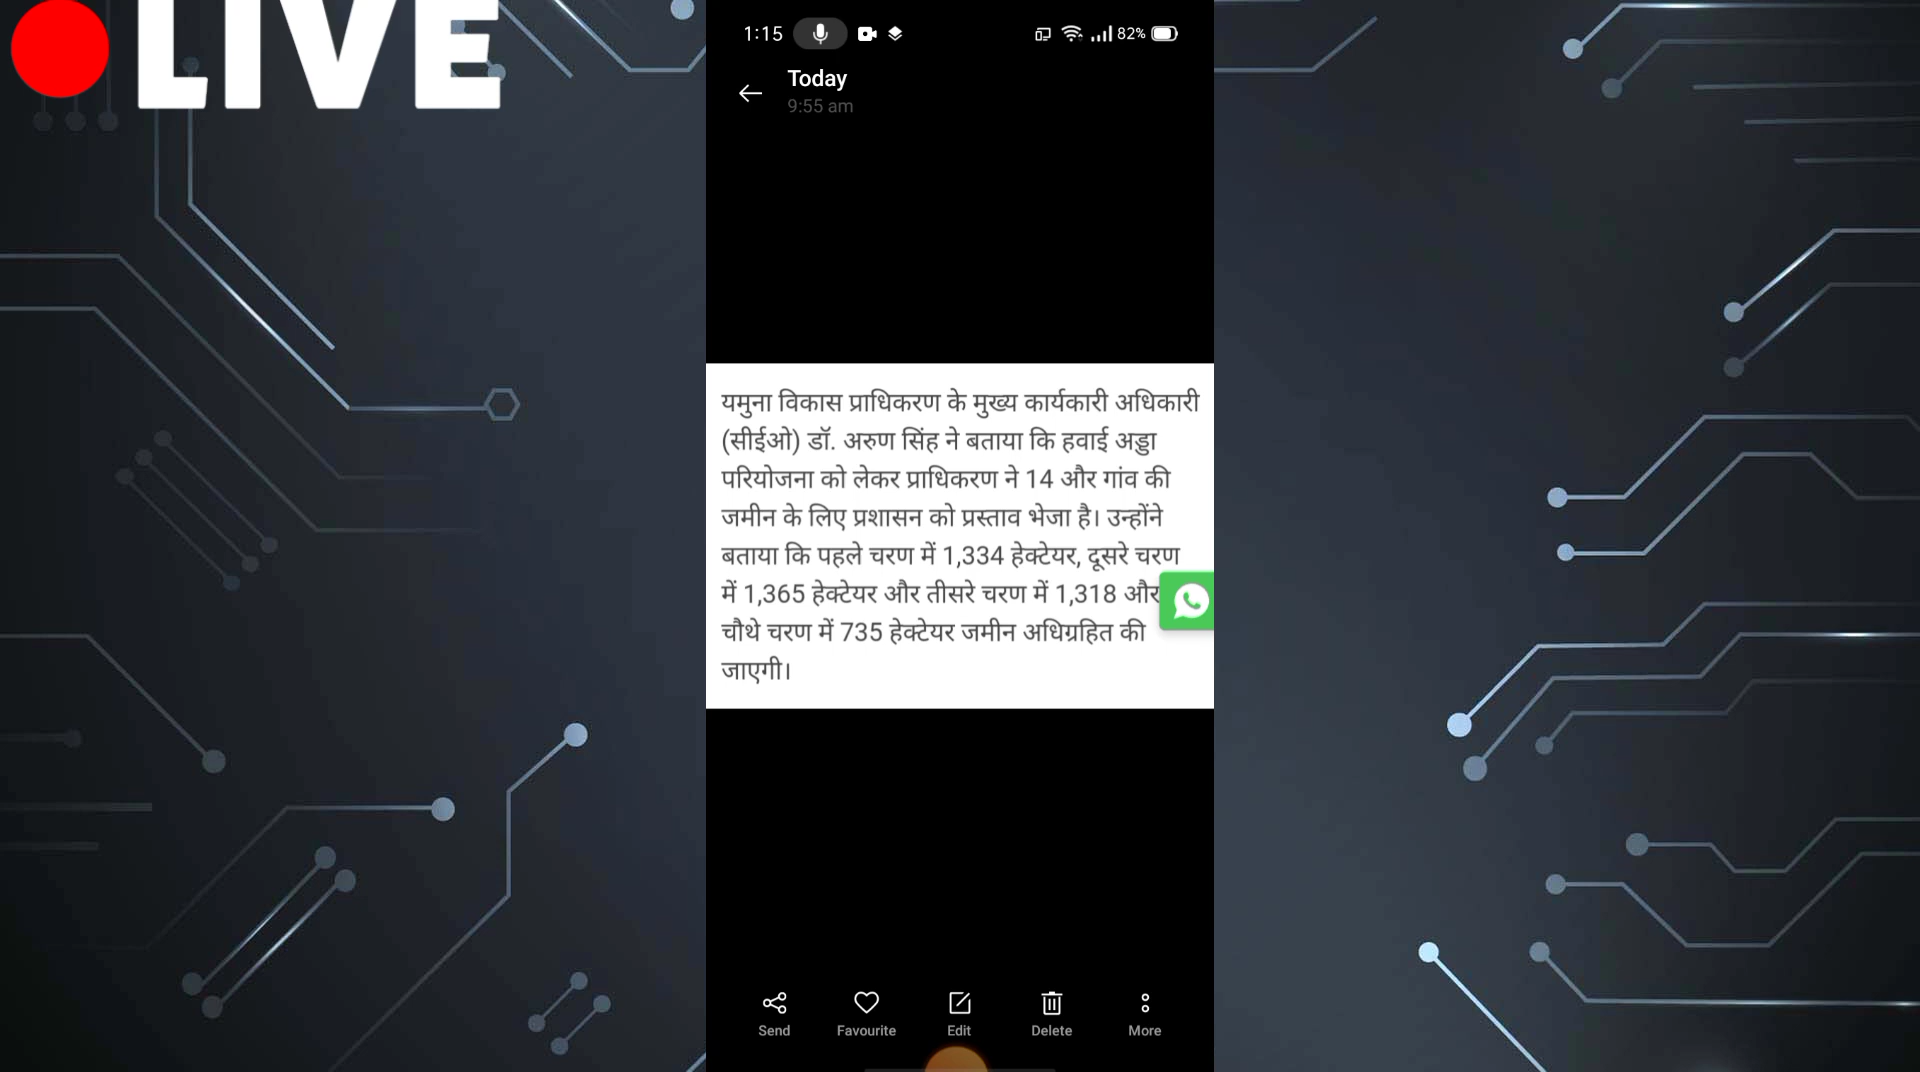 LIVE
1:15
82%
Today
9:55 am
यमुना विकास प्राधिकरण के मुख्य कार्यकारी अधिकारी
(सीईओ) डॉ. अरुण सिंह ने बताया कि हवाई अड्डा
परियोजना को लेकर प्राधिकरण ने 14 और गांव की
जमीन के लिए प्रशासन को प्रस्ताव भेजा है। उन्होंने
बताया कि पहले चरण में 1,334 हेक्टेयर, दूसरे चरण
में 1,365 हेक्टेयर और तीसरे चरण में 1,318 और
चौथे चरण में 735 हेक्टेयर जमीन अधिग्रहित की
जाएगी।
Send Favourite Edit Delete More